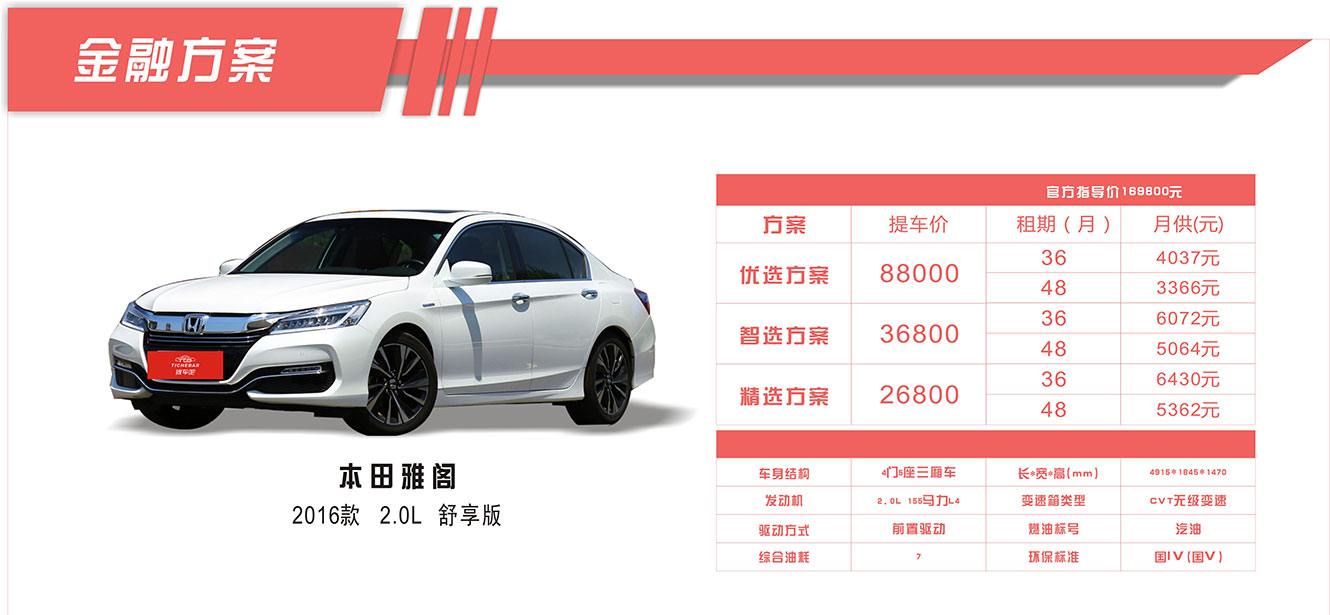 金融方案
官方指导价169800元
方案 提车价 租期（月） 月供(元)
优选方案 88000 36 4037元
48 3366元
智选方案 36800 36 6072元
48 5064元
精选方案 26800 36 6430元
48 5362元
TICHEBAR
提车吧
本田雅阁
2016款 2.0L 舒享版
车身结构 4门5座三厢车 长*宽*高(mm) 4915*1845*1470
发动机 2.0L 155马力L4 变速箱类型 CVT无级变速
驱动方式 前置驱动 燃油标号 汽油
综合油耗 7 环保标准 国IV(国V)